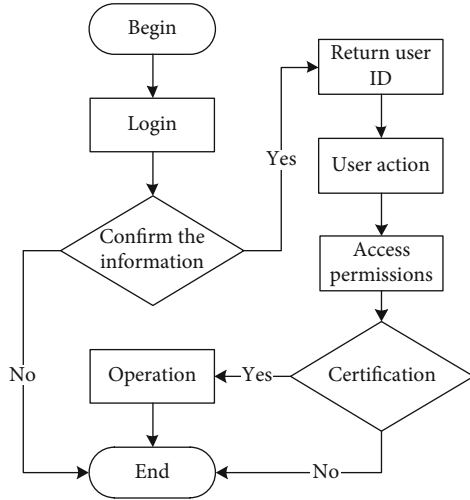 Begin
Return user
ID
Login
Yes
User action
Confirm the
information
Access
permissions
No
Operation
Yes
Certification
End
No